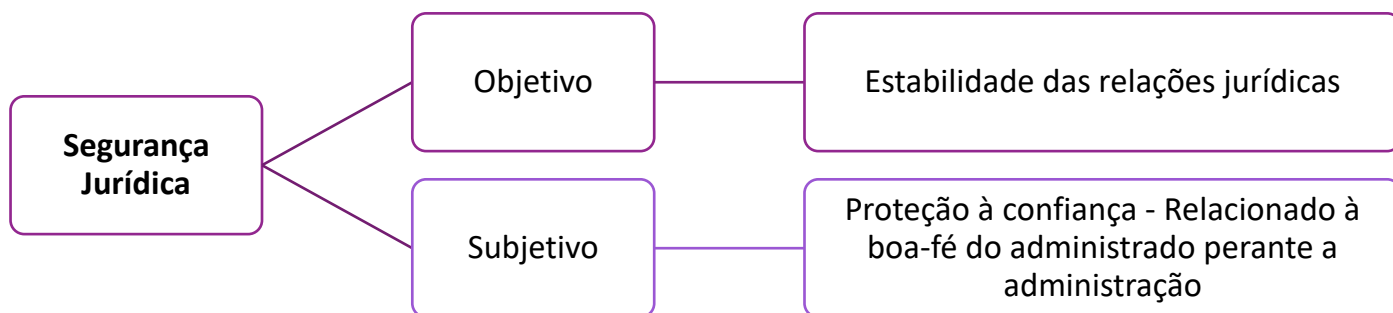 Segurança
Jurídica
Objetivo
Estabilidade das relações jurídicas
Subjetivo
Proteção à confiança - Relacionado à
boa-fé do administrado perante a
administração